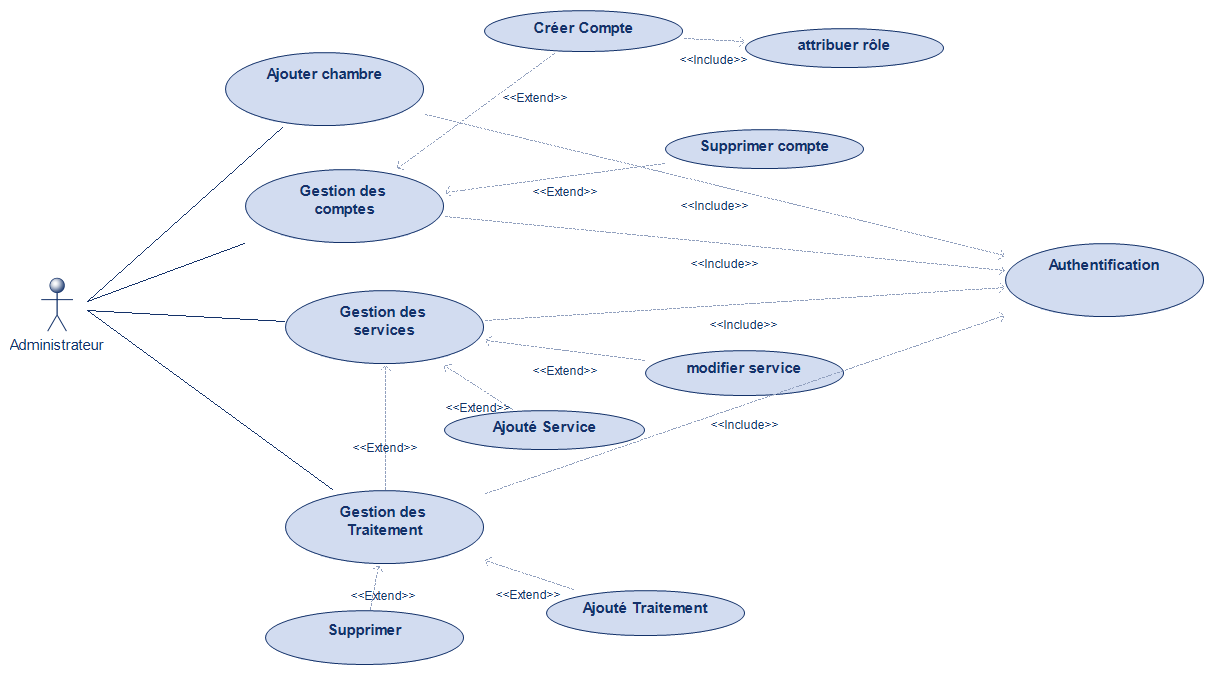 Créer Compte
attribuer rôle
<<Include>>
Ajouter chambre
<<Extend>>
Supprimer compte
Gestion des
comptes
<<Extend>>
<<Include>>
<<Include>>
Authentification
Gestion des
services
<<Include>>
Administrateur
modifier service
<<Extend>>
<<Extend>>
Ajouté Service
<<Include>>
<<Extend>>
Gestion des
Traitement
<<Extend>>
<<Extend>>
Ajouté Traitement
Supprimer